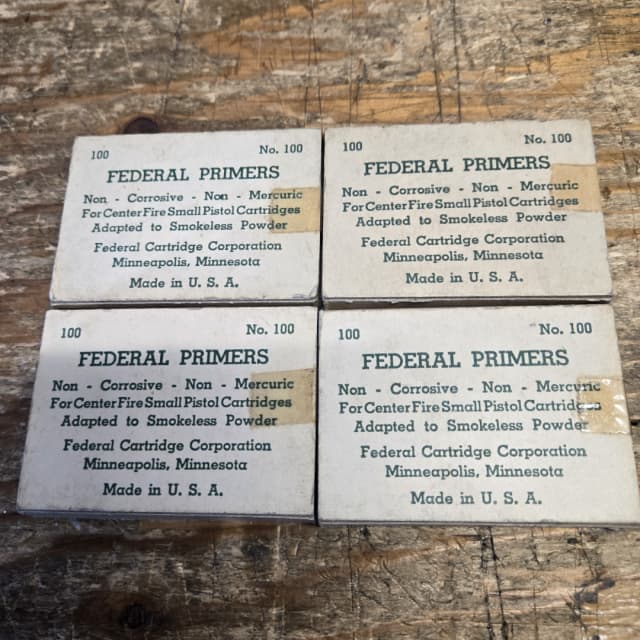 100 No. 100
FEDERAL PRIMERS
Non - Corrosive - Non - Mercuric
For Center Fire Small Pistol Cartridges
Adapted to Smokeless Powder
Federal Cartridge Corporation
Minneapolis, Minnesota
Made in U. S. A.
100 No. 100
FEDERAL PRIMERS
Non - Corrosive - Non - Mercuric
For Center Fire Small Pistol Cartridges
Adapted to Smokeless Powder
Federal Cartridge Corporation
Minneapolis, Minnesota
Made in U. S. A.
100 No. 100
FEDERAL PRIMERS
Non - Corrosive - Non - Mercuric
For Center Fire Small Pistol Cartridges
Adapted to Smokeless Powder
Federal Cartridge Corporation
Minneapolis, Minnesota
Made in U. S. A.
100 No. 100
FEDERAL PRIMERS
Non - Corrosive - Non - Mercuric
For Center Fire Small Pistol Cartridges
Adapted to Smokeless Powder
Federal Cartridge Corporation
Minneapolis, Minnesota
Made in U. S. A.